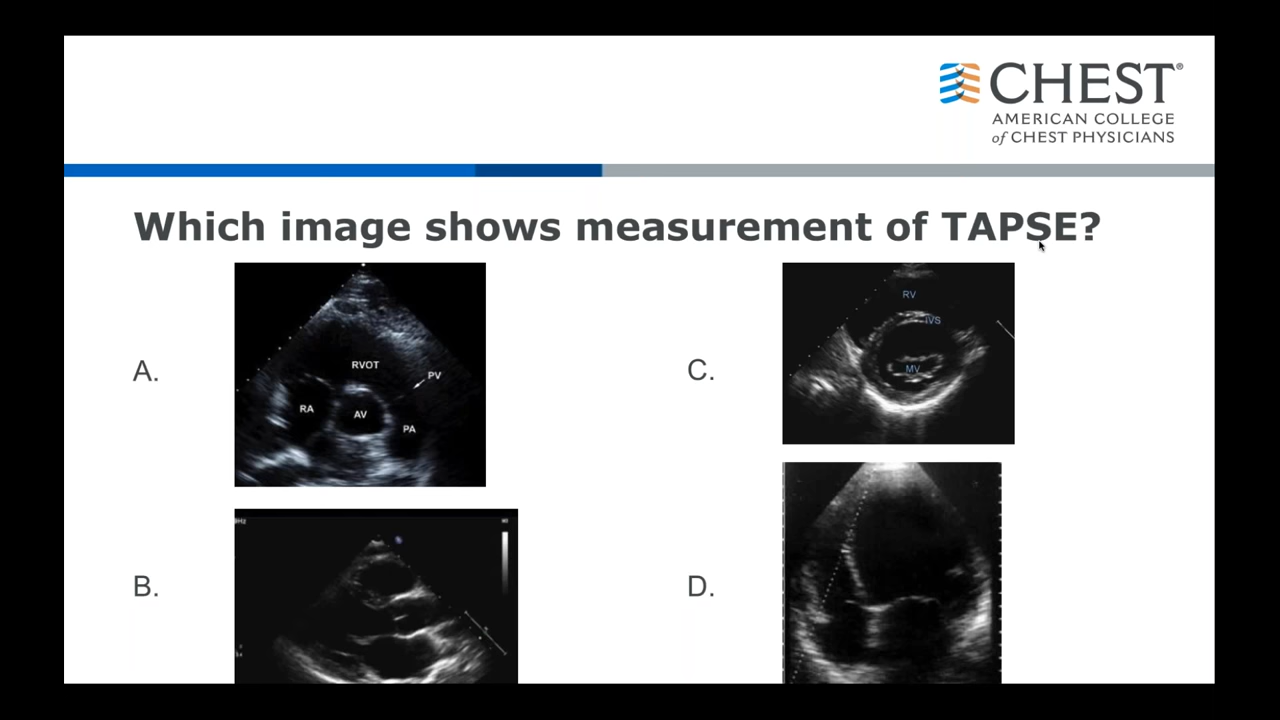 CHEST®
AMERICAN COLLEGE
of CHEST PHYSICIANS
Which image shows measurement of TAPSE?
A.
RVOT
PV
RA
AV
PA
C.
RV
IVS
MV
B.
D.